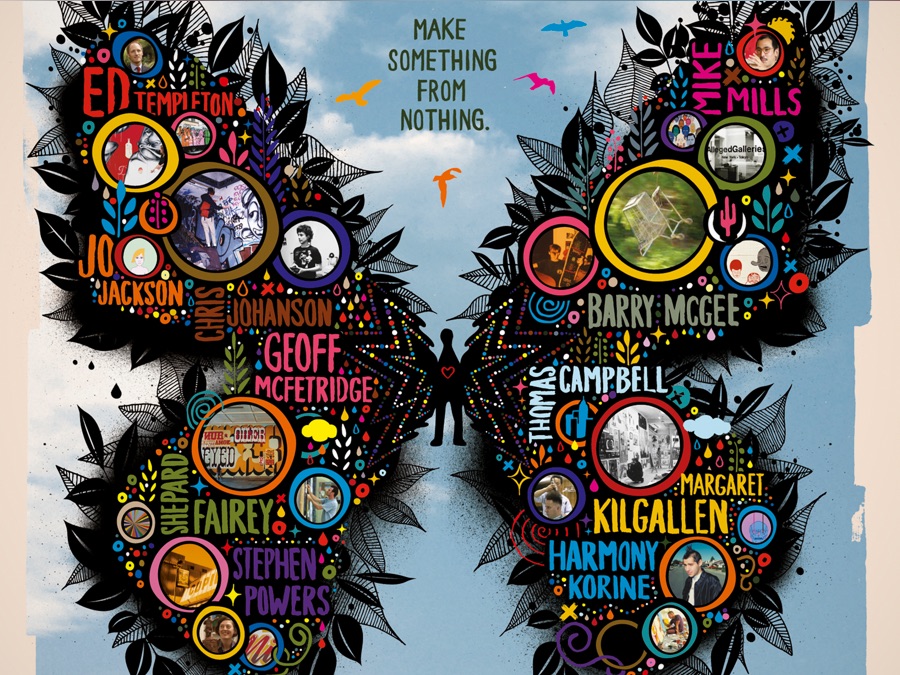 MAKE
SOMETHING
FROM
NOTHING.
ED TEMPLETON
MIKE
MILLS
AllegedGalleries
JO
JACKSON
CHRIS
JOHANSON
BARRY MCGEE
GEOFF
MCFETRIDGE
THOMAS
CAMPBELL
SHEPARD
FAIREY
MARGARET
KILGALLEN
STEPHEN
POWERS
HARMONY
KORINE